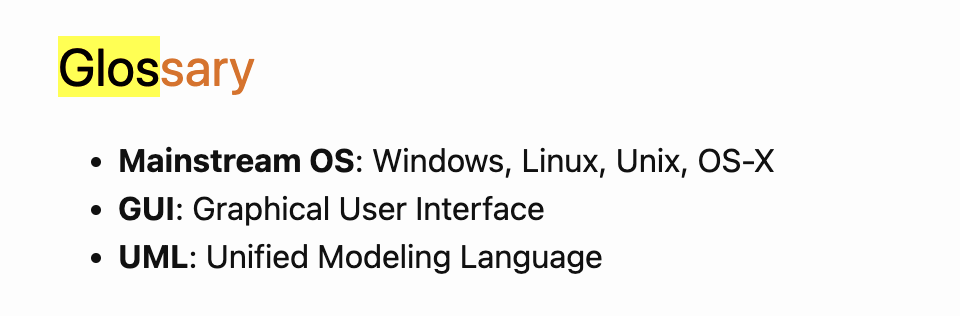 Glossary
• Mainstream OS: Windows, Linux, Unix, OS-X
• GUI: Graphical User Interface
• UML: Unified Modeling Language